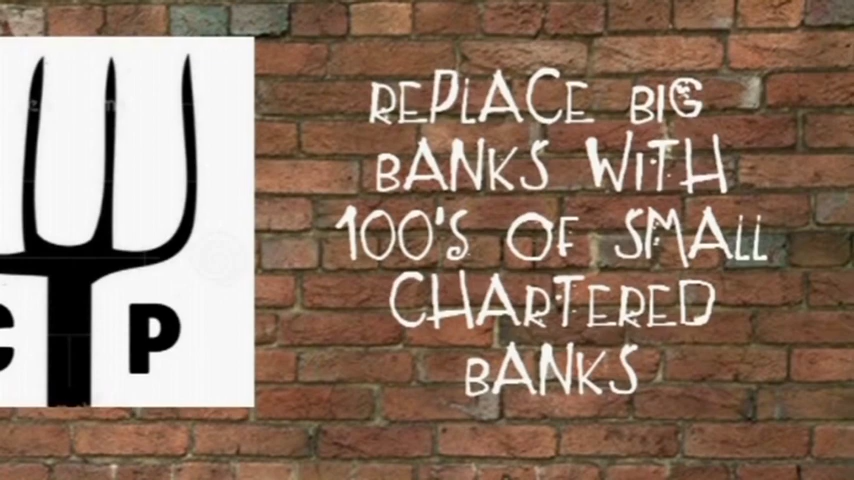 C P
REPLACE BIG
BANKS WITH
100'S OF SMALL
CHARTERED
BANKS